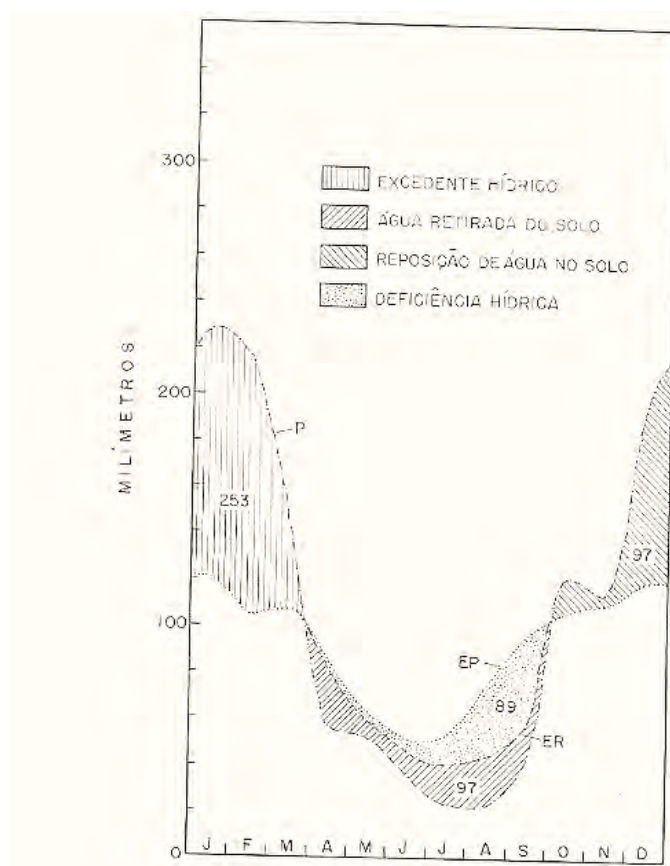 300
EXCEDENTE HÍDRICO
ÁGUA RETIRADA DO SOLO
REPOSIÇÃO DE ÁGUA NO SOLO
DEFICIÊNCIA HÍDRICA
MILÍMETROS
200
P
253
97
100
EP
89
ER
97
0
J F M A M J J A S O N D